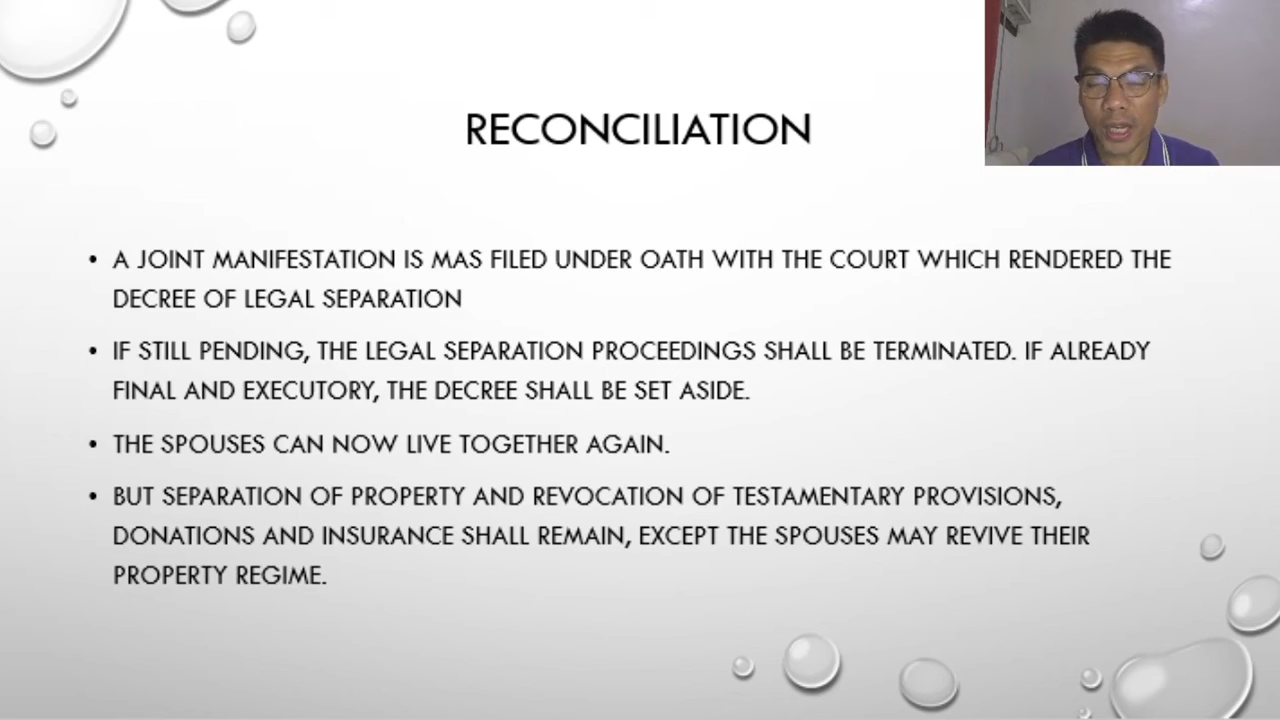 RECONCILIATION
• A JOINT MANIFESTATION IS MAS FILED UNDER OATH WITH THE COURT WHICH RENDERED THE
DECREE OF LEGAL SEPARATION
• IF STILL PENDING, THE LEGAL SEPARATION PROCEEDINGS SHALL BE TERMINATED. IF ALREADY
FINAL AND EXECUTORY, THE DECREE SHALL BE SET ASIDE.
• THE SPOUSES CAN NOW LIVE TOGETHER AGAIN.
• BUT SEPARATION OF PROPERTY AND REVOCATION OF TESTAMENTARY PROVISIONS,
DONATIONS AND INSURANCE SHALL REMAIN, EXCEPT THE SPOUSES MAY REVIVE THEIR
PROPERTY REGIME.